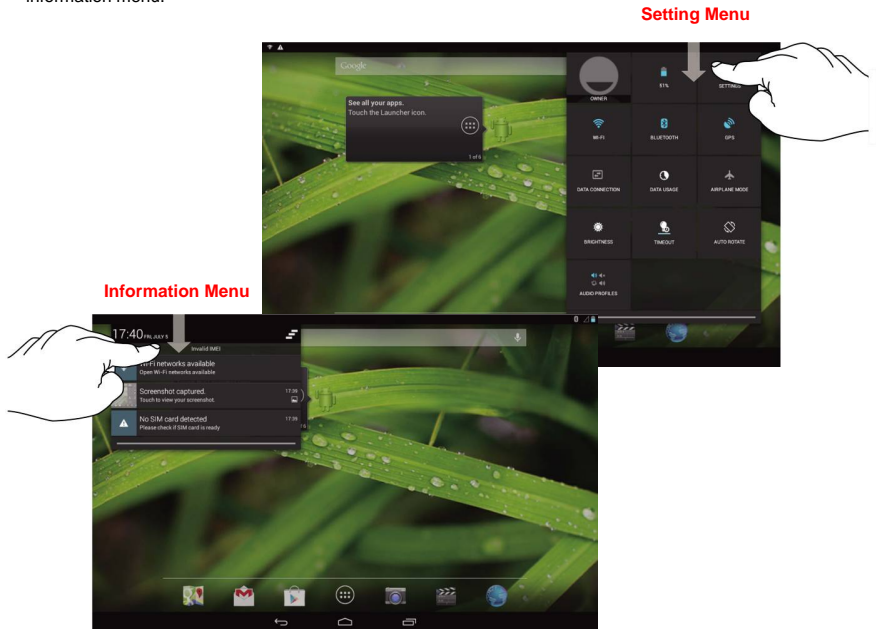 information menu.
Setting Menu
Google
See all your apps.
Touch the Launcher icon.
1 of 6
OWNER
SETTINGS
WI-FI
BLUETOOTH
GPS
DATA CONNECTION
DATA USAGE
AIRPLANE MODE
BRIGHTNESS
TIMEOUT
AUTO ROTATE
AUDIO PROFILES
Information Menu
17:40 FRI, JULY 5
Invalid IMEI
Wi-Fi networks available
Open Wi-Fi networks available
Screenshot captured.
17:39
Touch to view your screenshot.
No SIM card detected
17:39
Please check if SIM card is ready